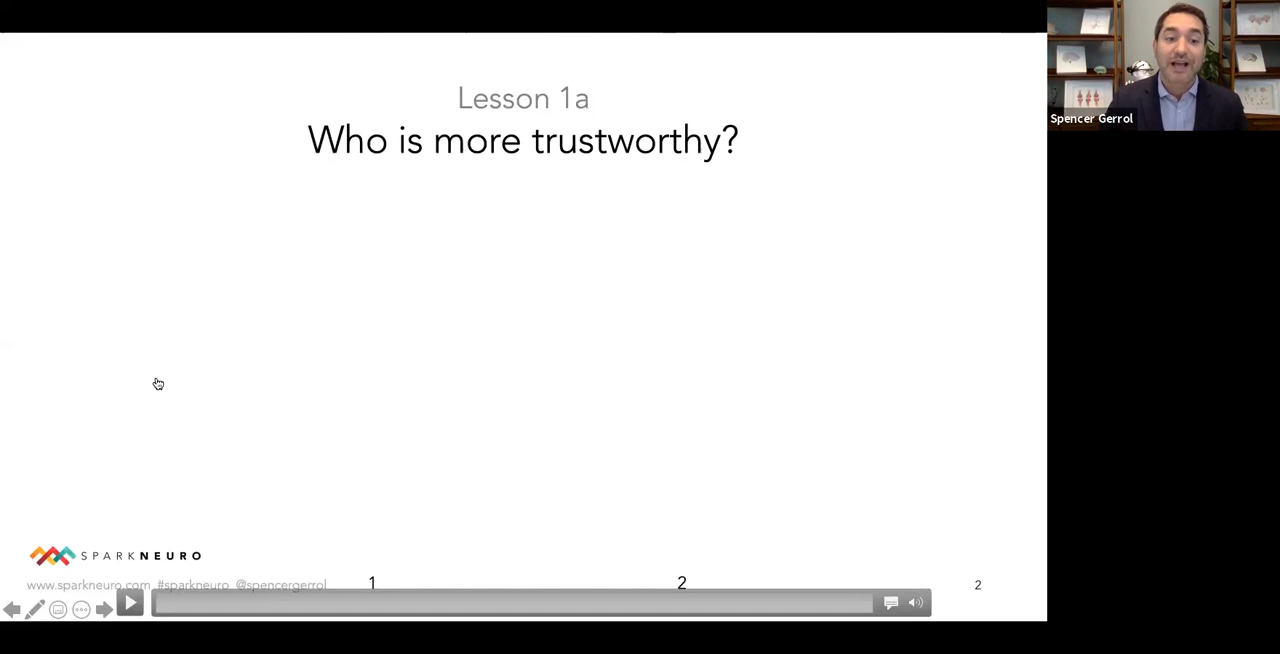 Lesson 1a
Who is more trustworthy?
Spencer Gerrol
SPARKNEURO
www.sparkneuro.com #sparkneuro @spencergerrol
1
2
2